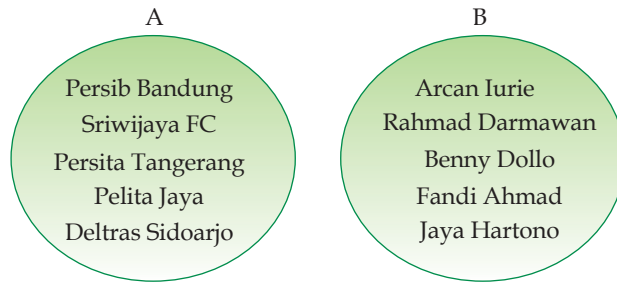 A
Persib Bandung
Sriwijaya FC
Persita Tangerang
Pelita Jaya
Deltras Sidoarjo
B
Arcan Iurie
Rahmad Darmawan
Benny Dollo
Fandi Ahmad
Jaya Hartono